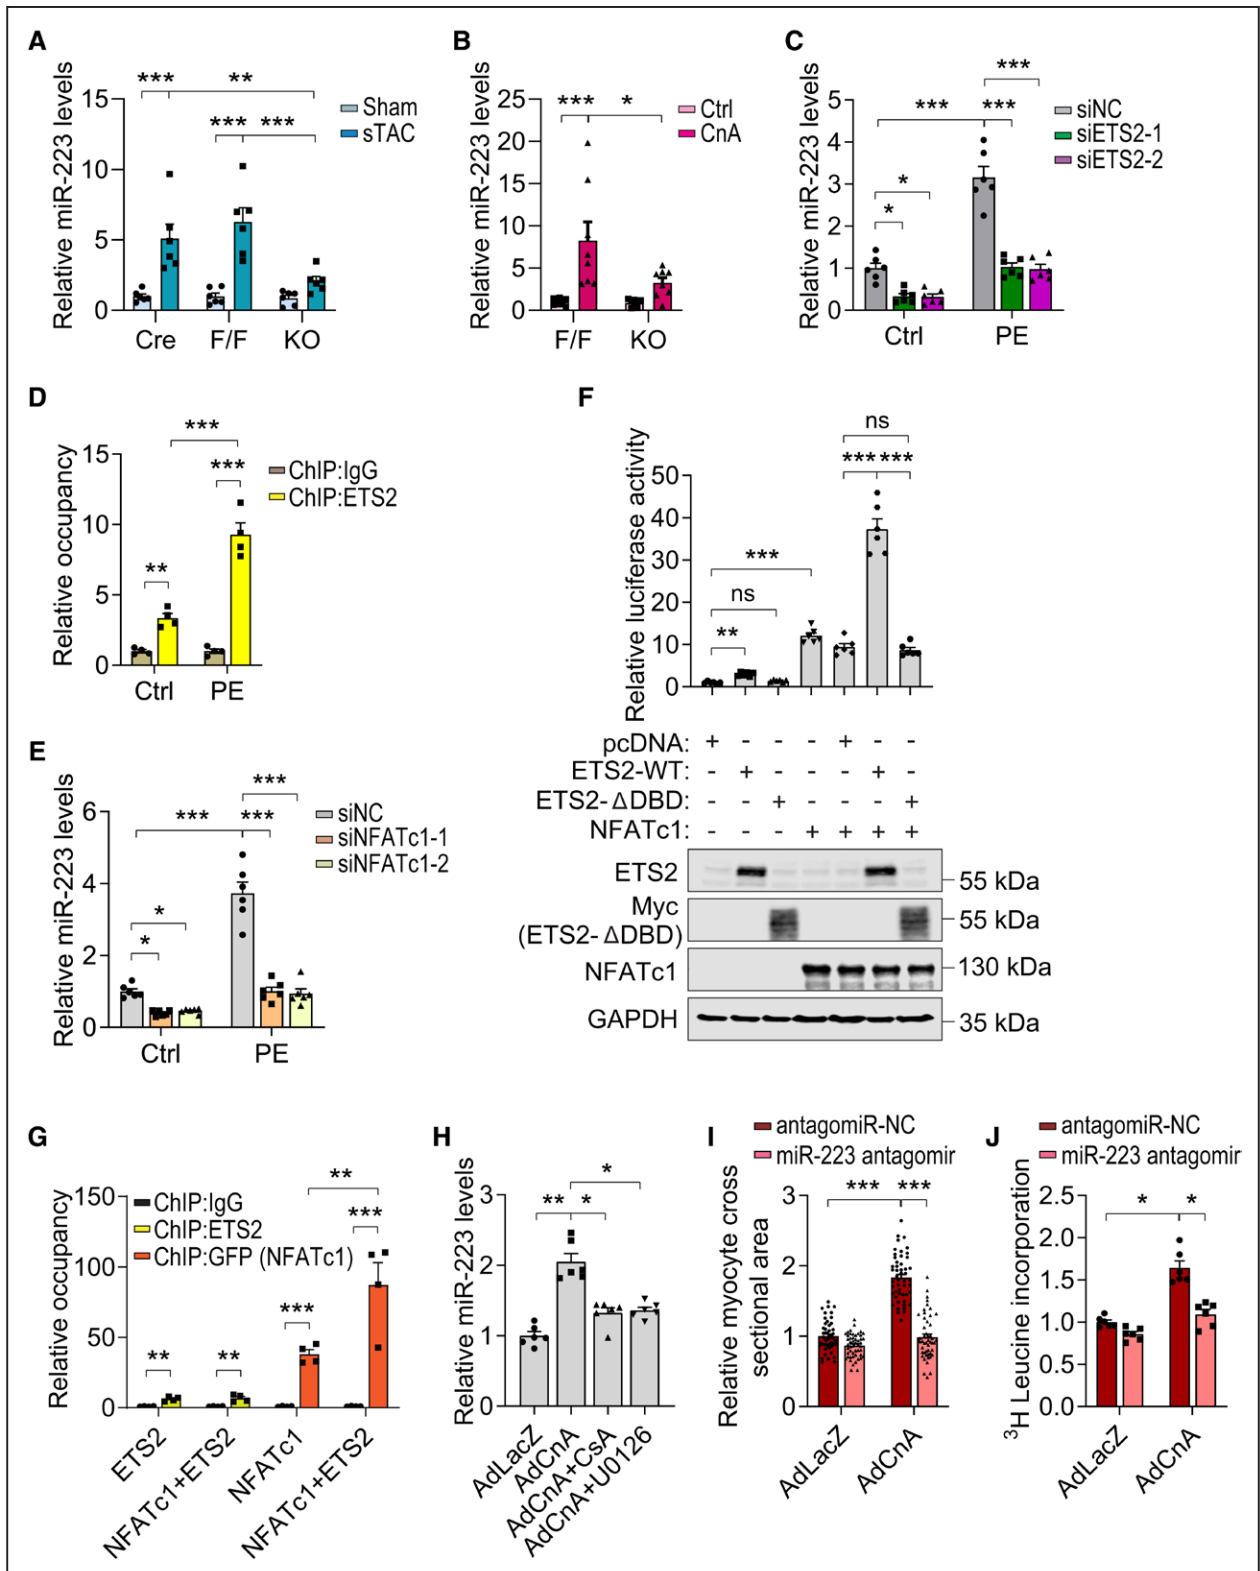 A
Relative miR-223 levels
15
10
5
0
*** **
*** ***
Sham
sTAC
Cre F/F KO
B
Relative miR-223 levels
25
20
15
10
5
0
*** *
Ctrl
CnA
F/F KO
C
Relative miR-223 levels
5
4
3
2
1
0
***
*** ***
*
*
siNC
siETS2-1
siETS2-2
Ctrl PE
D
Relative occupancy
15
10
5
0
***
***
**
ChIP:IgG
ChIP:ETS2
Ctrl PE
E
Relative miR-223 levels
6
4
2
0
***
*** ***
*
*
siNC
siNFATc1-1
siNFATc1-2
Ctrl PE
F
Relative luciferase activity
50
40
30
20
10
0
ns
*** ***
***
ns
**
pcDNA: + - - - + - -
ETS2-WT: - + - - - + -
ETS2-ΔDBD: - - + - - - +
NFATc1: - - - + + + +
ETS2 55 kDa
Myc
(ETS2-ΔDBD) 55 kDa
NFATc1 130 kDa
GAPDH 35 kDa
G
Relative occupancy
150
100
50
0
ChIP:IgG
ChIP:ETS2
ChIP:GFP (NFATc1)
**
***
***
** **
ETS2
NFATc1+ETS2
NFATc1
NFATc1+ETS2
H
Relative miR-223 levels
3
2
1
0
*
** *
AdLacZ
AdCnA
AdCnA+CsA
AdCnA+U0126
I
antagomiR-NC
miR-223 antagomir
Relative myocyte cross
sectional area
3
2
1
0
*** ***
AdLacZ
AdCnA
J
antagomiR-NC
miR-223 antagomir
³H Leucine incorporation
2.5
2.0
1.5
1.0
0.5
0.0
* *
AdLacZ
AdCnA